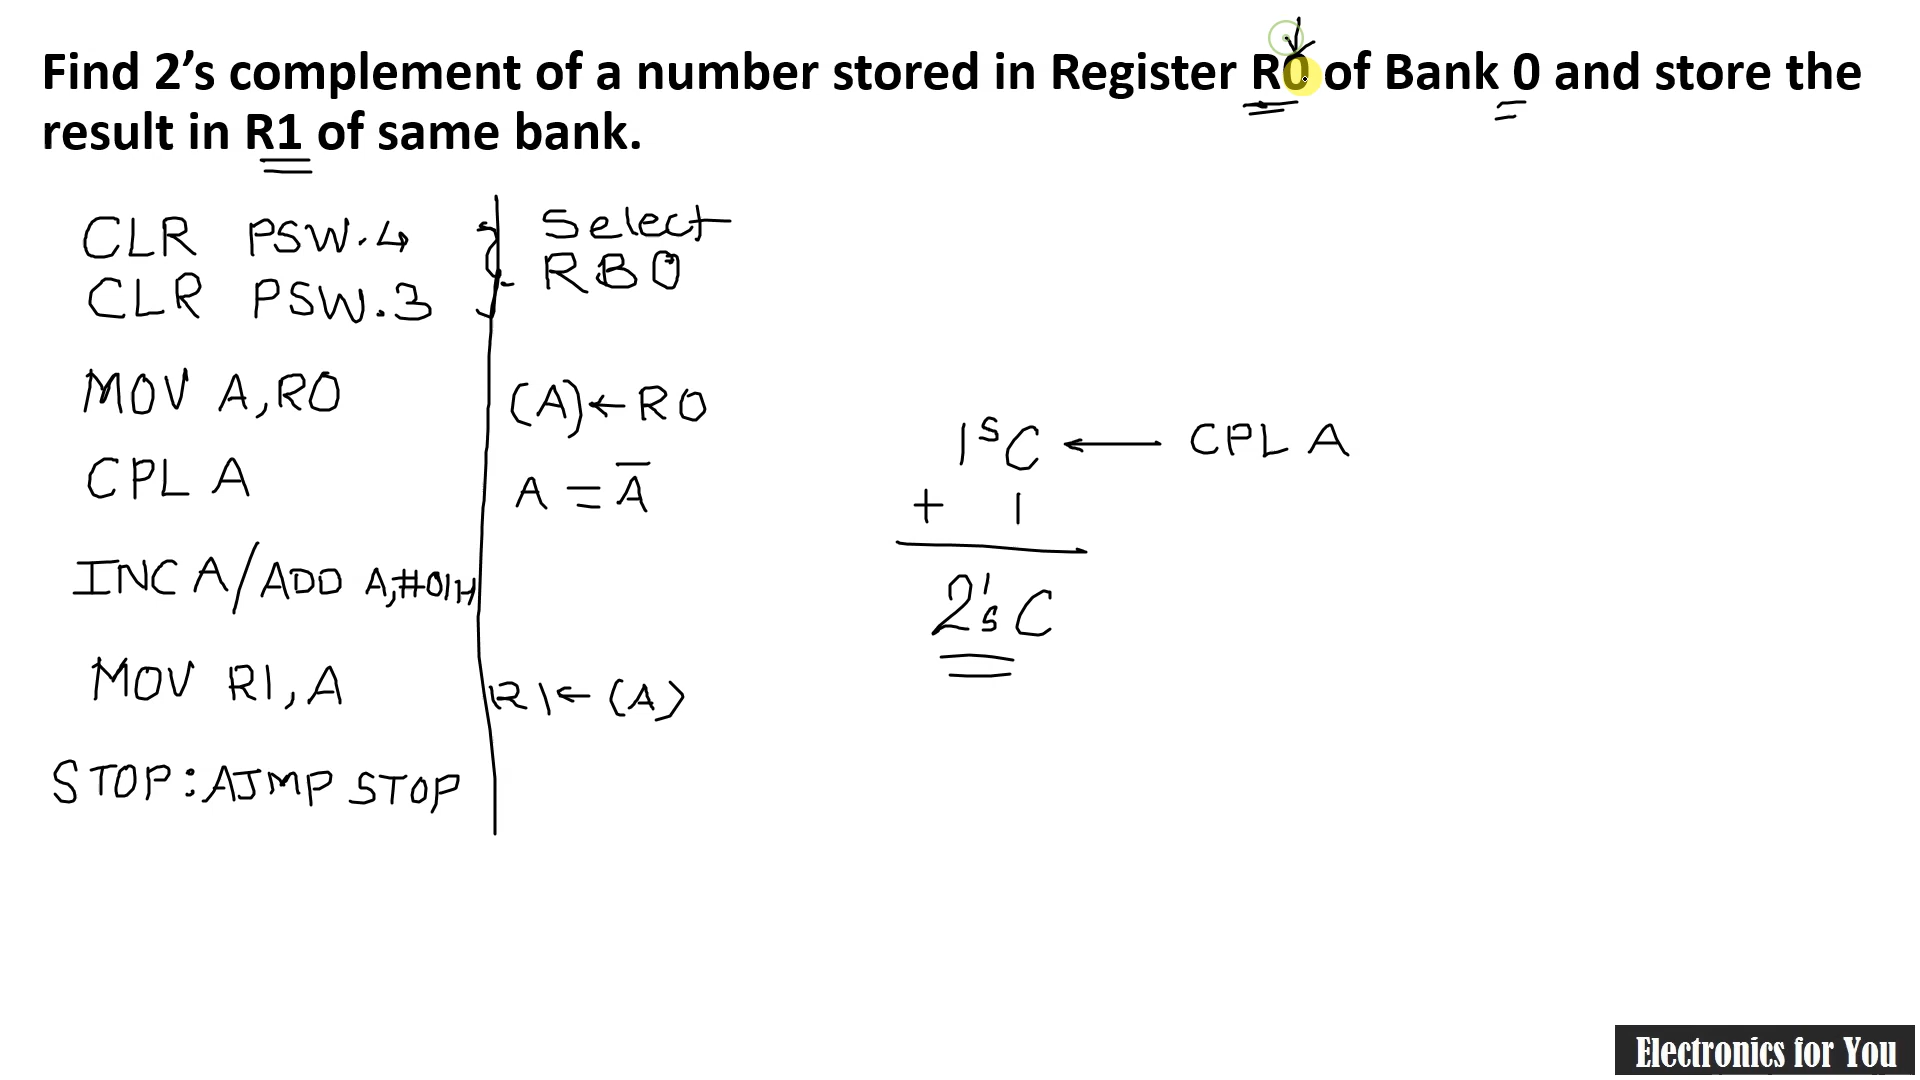 Find 2’s complement of a number stored in Register R0 of Bank 0 and store the
result in R1 of same bank.
CLR PSW.4
CLR PSW.3
Select
RB0
MOV A,R0
(A)←R0
CPL A
A = A̅
INC A/ADD A,#01H
MOV R1,A
R1←(A)
STOP:AJMP STOP
1sC ← CPL A
+ 1
2'sC
Electronics for You